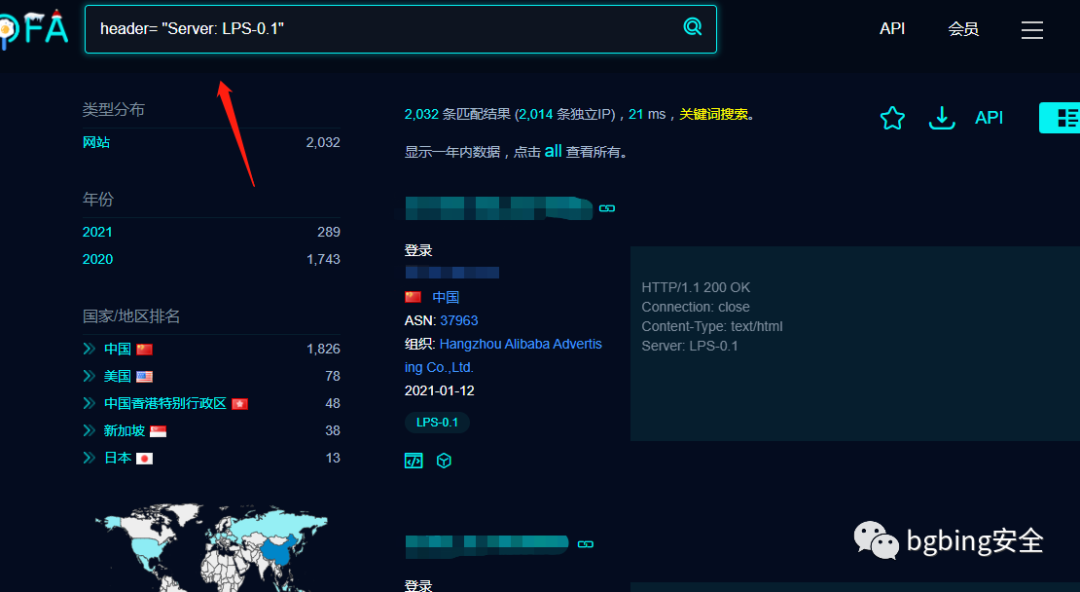 FA
header= "Server: LPS-0.1"
API
会员
类型分布
网站 2,032
年份
2021 289
2020 1,743
国家/地区排名
中国 1,826
美国 78
中国香港特别行政区 48
新加坡 38
日本 13
2,032 条匹配结果 (2,014 条独立IP)，21 ms，关键词搜索。
显示一年内数据，点击 all 查看所有。
API
登录
中国
ASN: 37963
组织: Hangzhou Alibaba Advertis
ing Co.,Ltd.
2021-01-12
LPS-0.1
HTTP/1.1 200 OK
Connection: close
Content-Type: text/html
Server: LPS-0.1
登录
bgbing安全